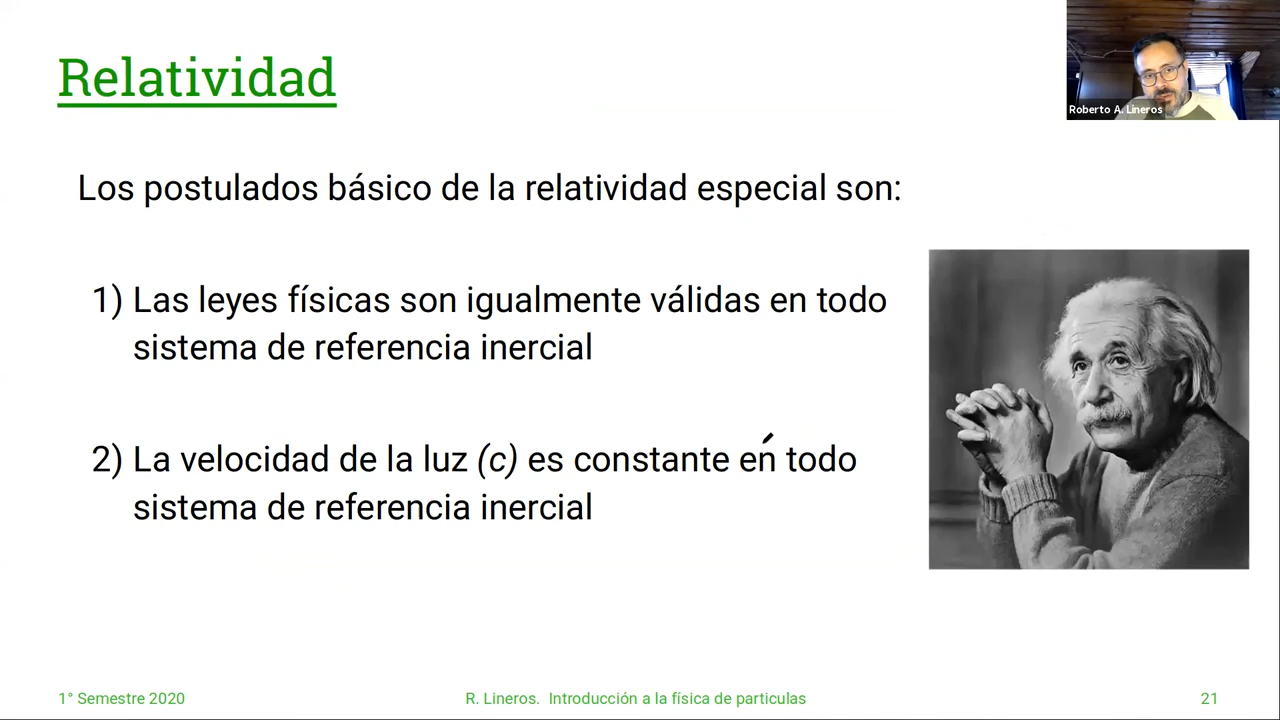 Relatividad
Roberto A. Lineros
Los postulados básico de la relatividad especial son:
1) Las leyes físicas son igualmente válidas en todo
sistema de referencia inercial
2) La velocidad de la luz (c) es constante en todo
sistema de referencia inercial
1° Semestre 2020
R. Lineros. Introducción a la física de particulas
21